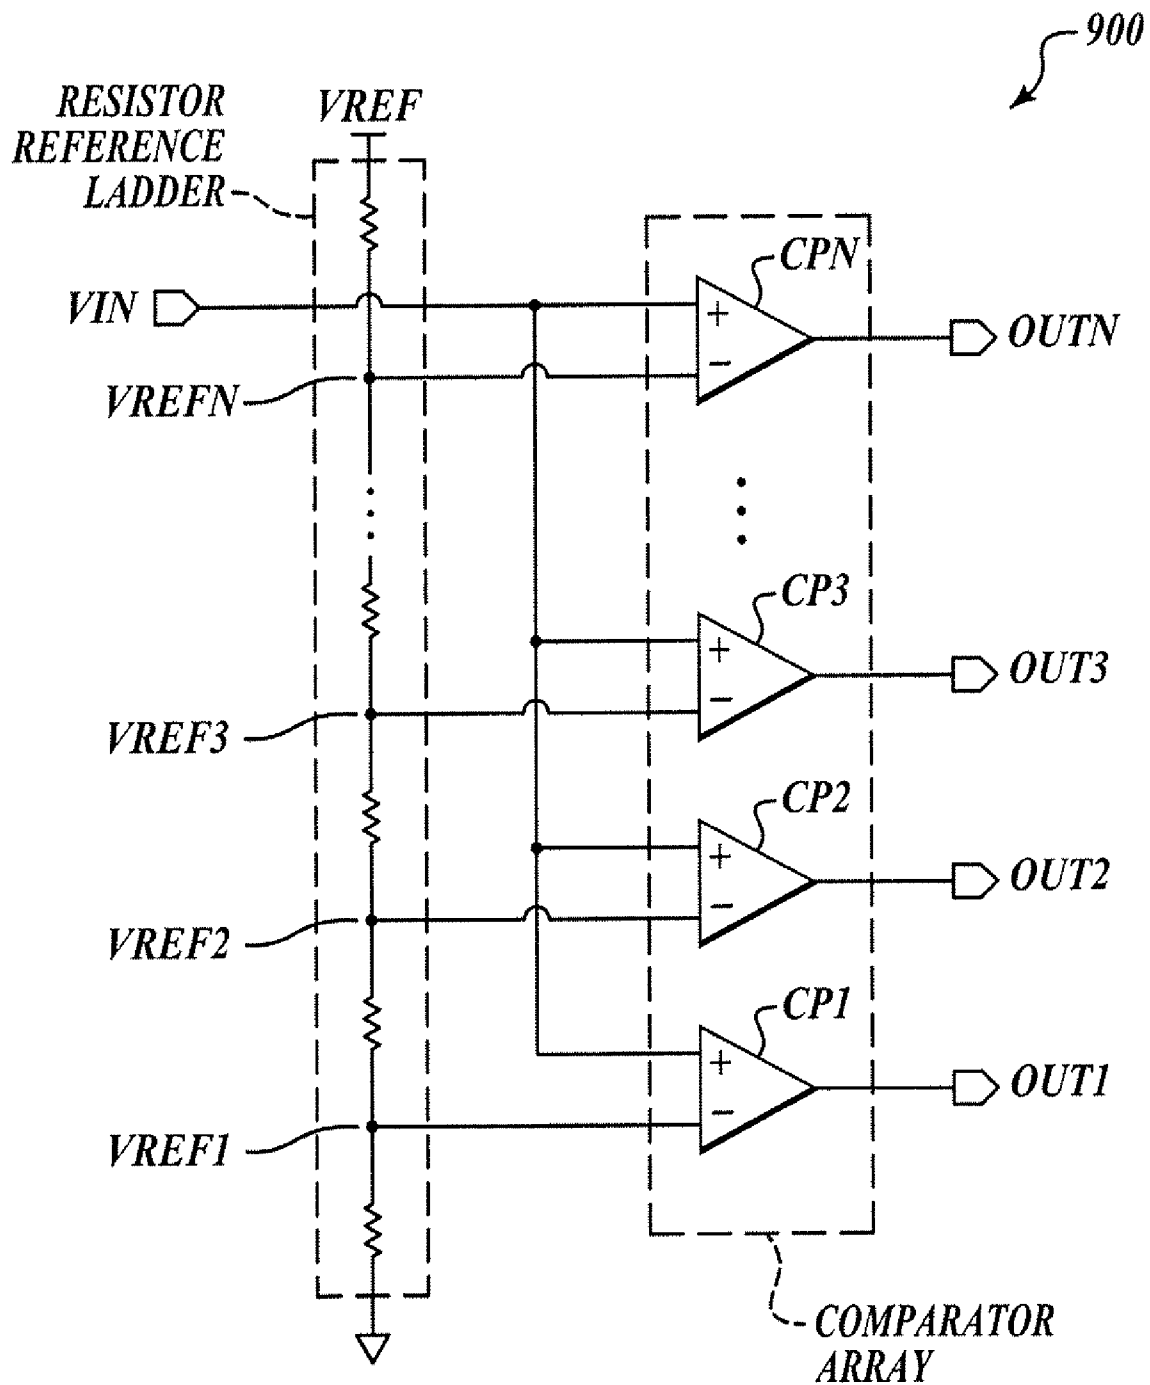 900
RESISTOR
REFERENCE
LADDER
VREF
VIN
CPN
+
−
OUTN
VREFN
CP3
+
−
OUT3
VREF3
CP2
+
−
OUT2
VREF2
CP1
+
−
OUT1
VREF1
COMPARATOR
ARRAY